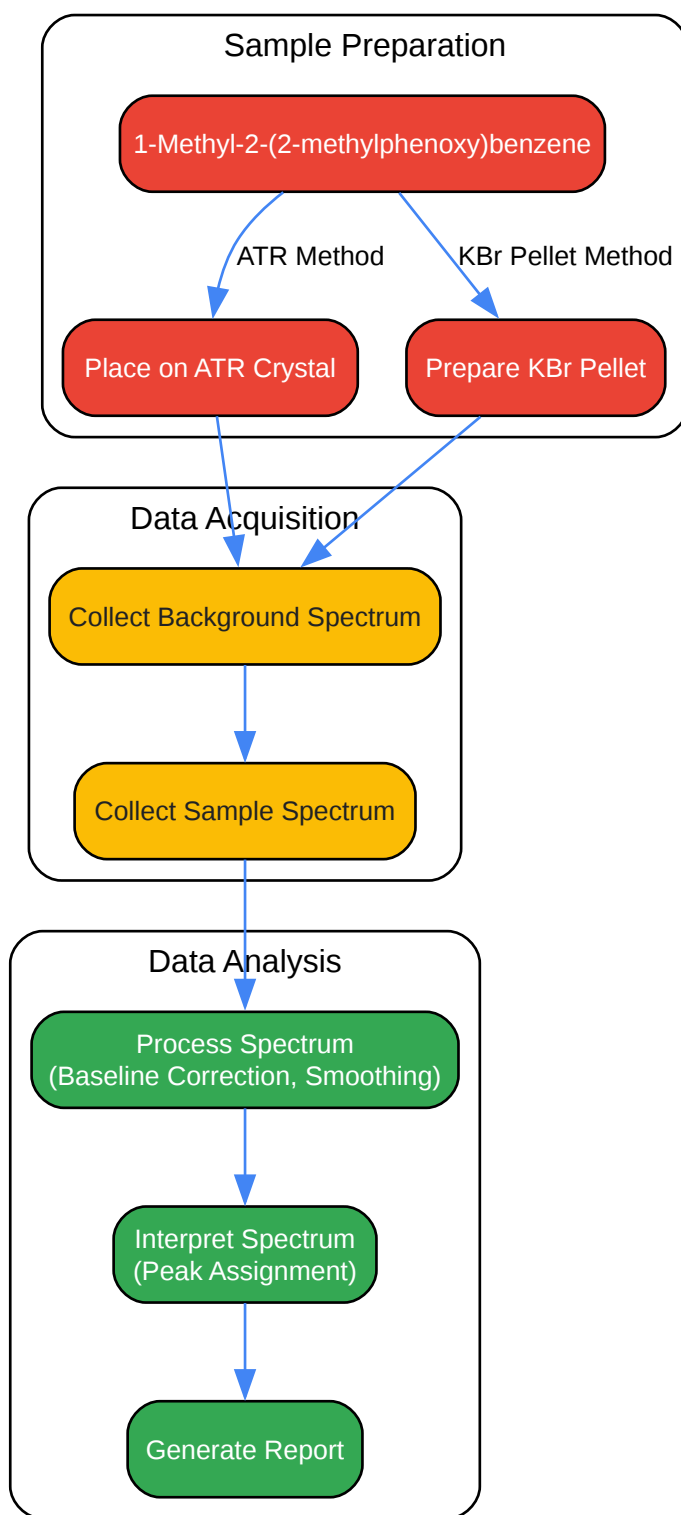 Sample Preparation
1-Methyl-2-(2-methylphenoxy)benzene
ATR Method
KBr Pellet Method
Place on ATR Crystal
Prepare KBr Pellet
Data Acquisition
Collect Background Spectrum
Collect Sample Spectrum
Data Analysis
Process Spectrum
(Baseline Correction, Smoothing)
Interpret Spectrum
(Peak Assignment)
Generate Report